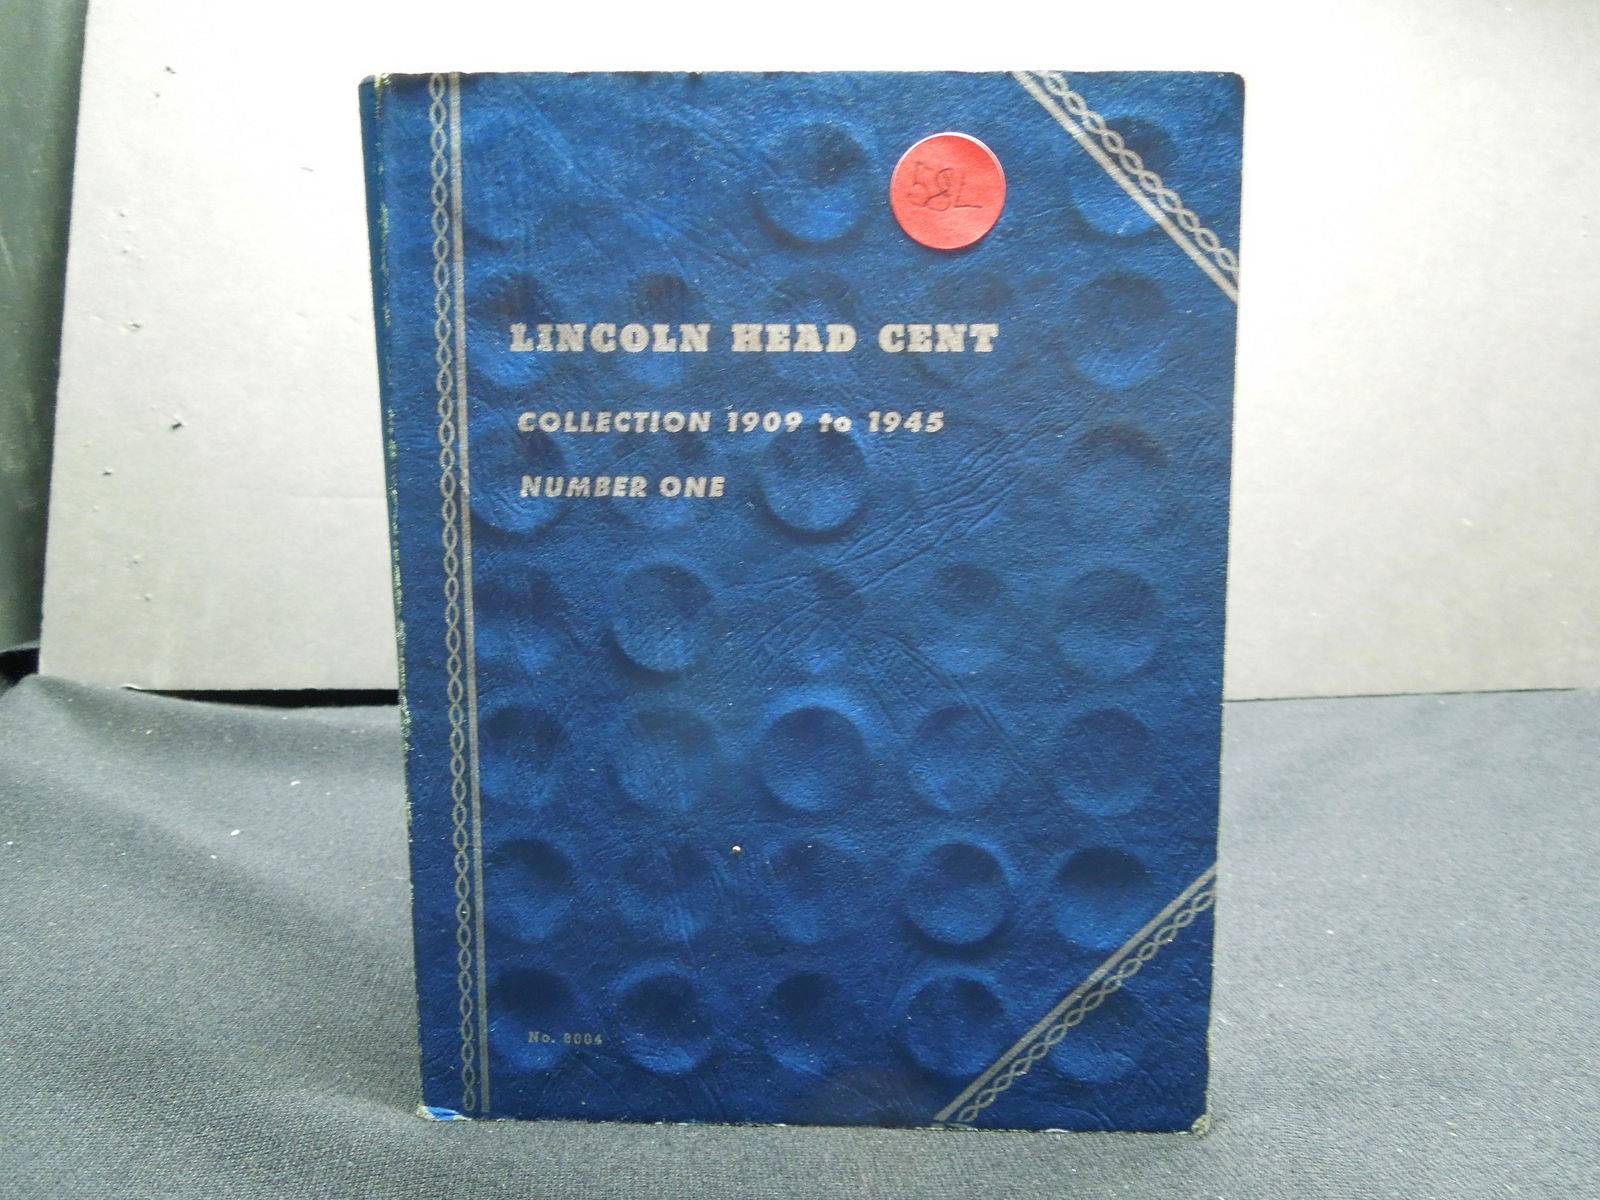 58L
LINCOLN HEAD CENT
COLLECTION 1909 to 1945
NUMBER ONE
No. 8004